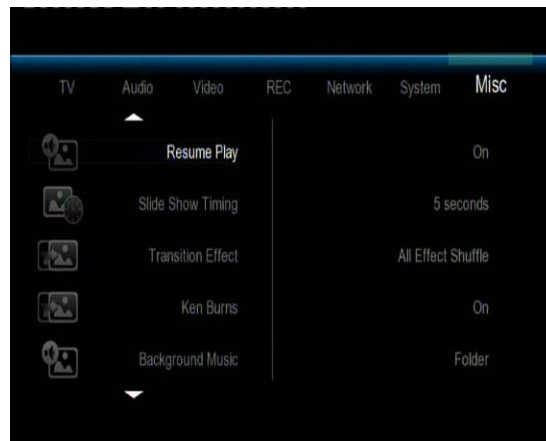 TV Audio Video REC Network System Misc
Resume Play On
Slide Show Timing 5 seconds
Transition Effect All Effect Shuffle
Ken Burns On
Background Music Folder